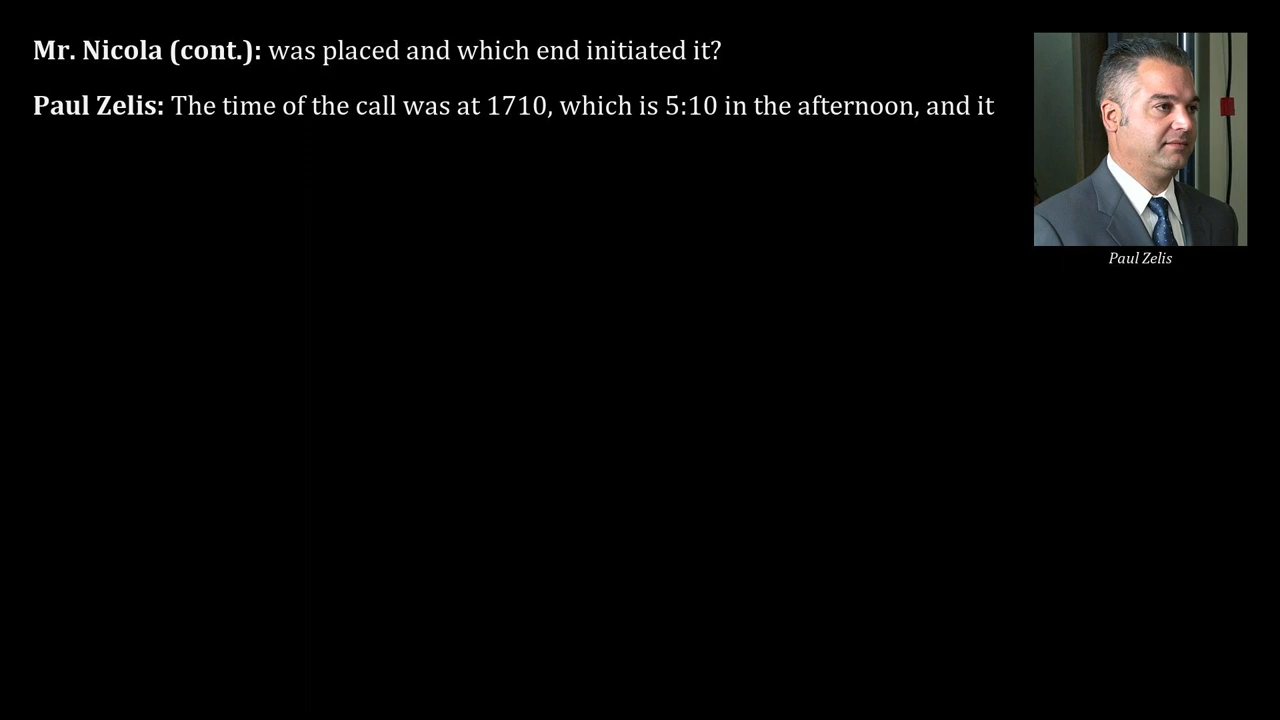 Mr. Nicola (cont.): was placed and which end initiated it?
Paul Zelis: The time of the call was at 1710, which is 5:10 in the afternoon, and it
Paul Zelis